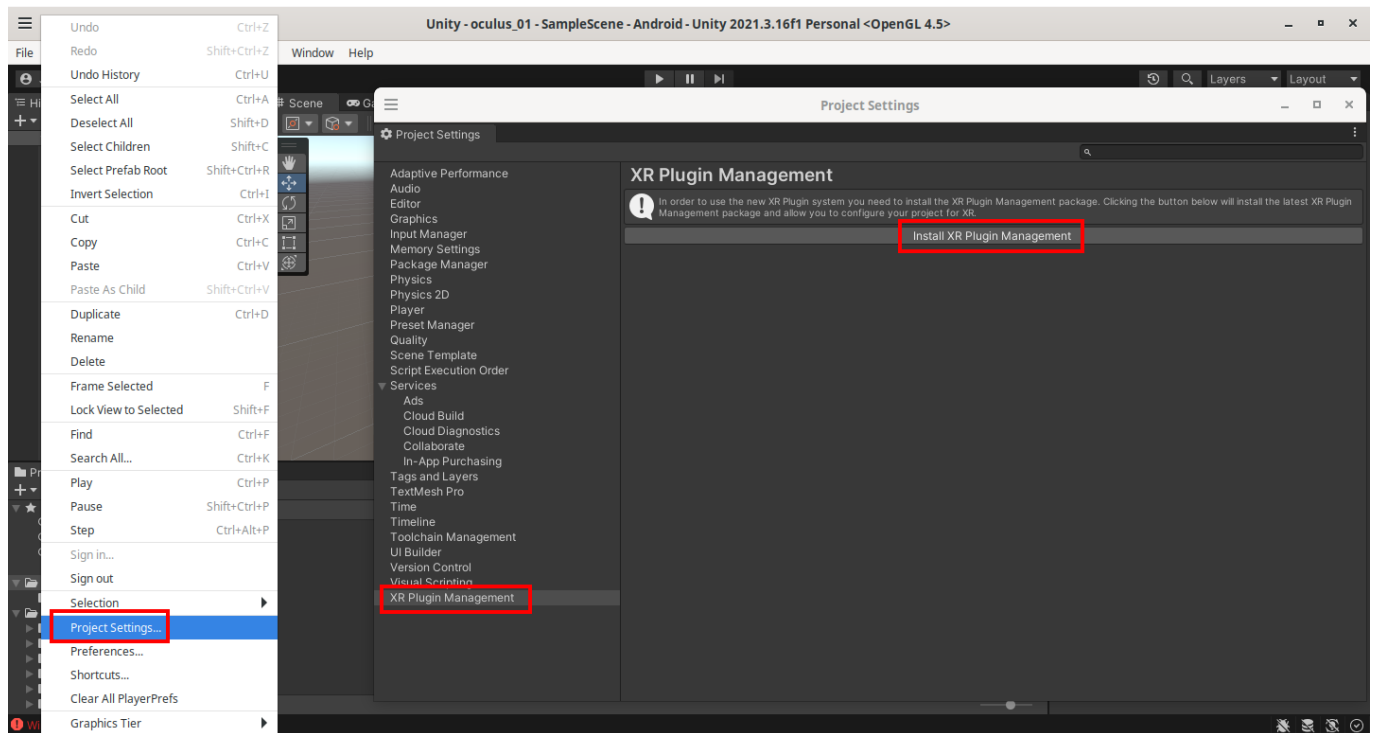 Unity - oculus_01 - SampleScene - Android - Unity 2021.3.16f1 Personal <OpenGL 4.5>
File Window Help
Layers Layout
Undo Ctrl+Z
Redo Shift+Ctrl+Z
Undo History Ctrl+U
Select All Ctrl+A
Deselect All Shift+D
Select Children Shift+C
Select Prefab Root Shift+Ctrl+R
Invert Selection Ctrl+I
Cut Ctrl+X
Copy Ctrl+C
Paste Ctrl+V
Paste As Child Shift+Ctrl+V
Duplicate Ctrl+D
Rename
Delete
Frame Selected F
Lock View to Selected Shift+F
Find Ctrl+F
Search All... Ctrl+K
Play Ctrl+P
Pause Shift+Ctrl+P
Step Ctrl+Alt+P
Sign in...
Sign out
Selection
Project Settings...
Preferences...
Shortcuts...
Clear All PlayerPrefs
Graphics Tier
Scene
Project Settings
Project Settings
Adaptive Performance
Audio
Editor
Graphics
Input Manager
Memory Settings
Package Manager
Physics
Physics 2D
Player
Preset Manager
Quality
Scene Template
Script Execution Order
Services
Ads
Cloud Build
Cloud Diagnostics
Collaborate
In-App Purchasing
Tags and Layers
TextMesh Pro
Time
Timeline
Toolchain Management
UI Builder
Version Control
Visual Scripting
XR Plugin Management
XR Plugin Management
In order to use the new XR Plugin system you need to install the XR Plugin Management package. Clicking the button below will install the latest XR Plugin
Management package and allow you to configure your project for XR.
Install XR Plugin Management